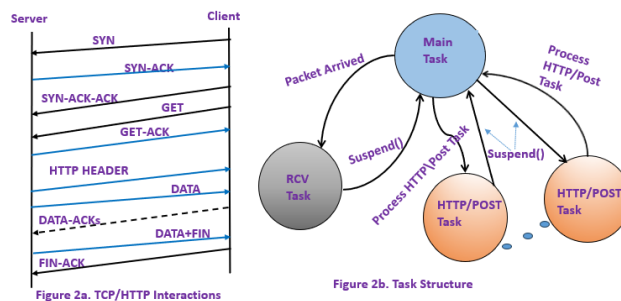 Server
Client
SYN
SYN-ACK
SYN-ACK-ACK
GET
GET-ACK
HTTP HEADER
DATA
DATA-ACKs
DATA+FIN
FIN-ACK
Figure 2a. TCP/HTTP Interactions
Main
Task
Packet Arrived
Process
HTTP/Post
Task
RCV
Task
Suspend()
Process HTTP\Post Task
Suspend()
HTTP/POST
Task
HTTP/POST
Task
Figure 2b. Task Structure